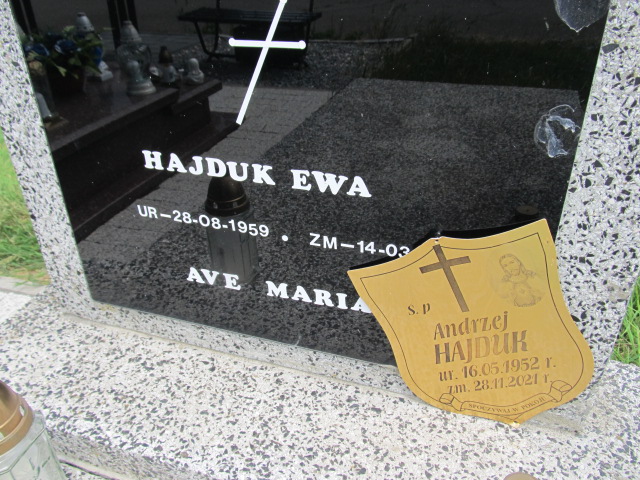 HAJDUK EWA
UR-28-08-1959 • ZM-14-03
AVE MARIA
Ś. P
Andrzej
HAJDUK
ur. 16.05.1952 r.
zm. 28.11.2021 r.
SPOCZYWAJ W POKOJU